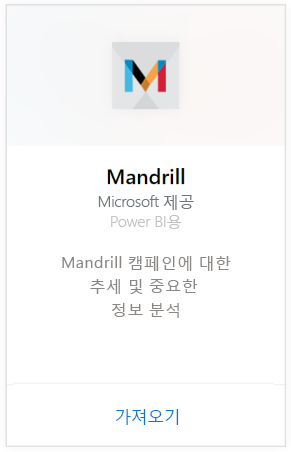 Mandrill
Microsoft 제공
Power BI용
Mandrill 캠페인에 대한
추세 및 중요한
정보 분석
가져오기